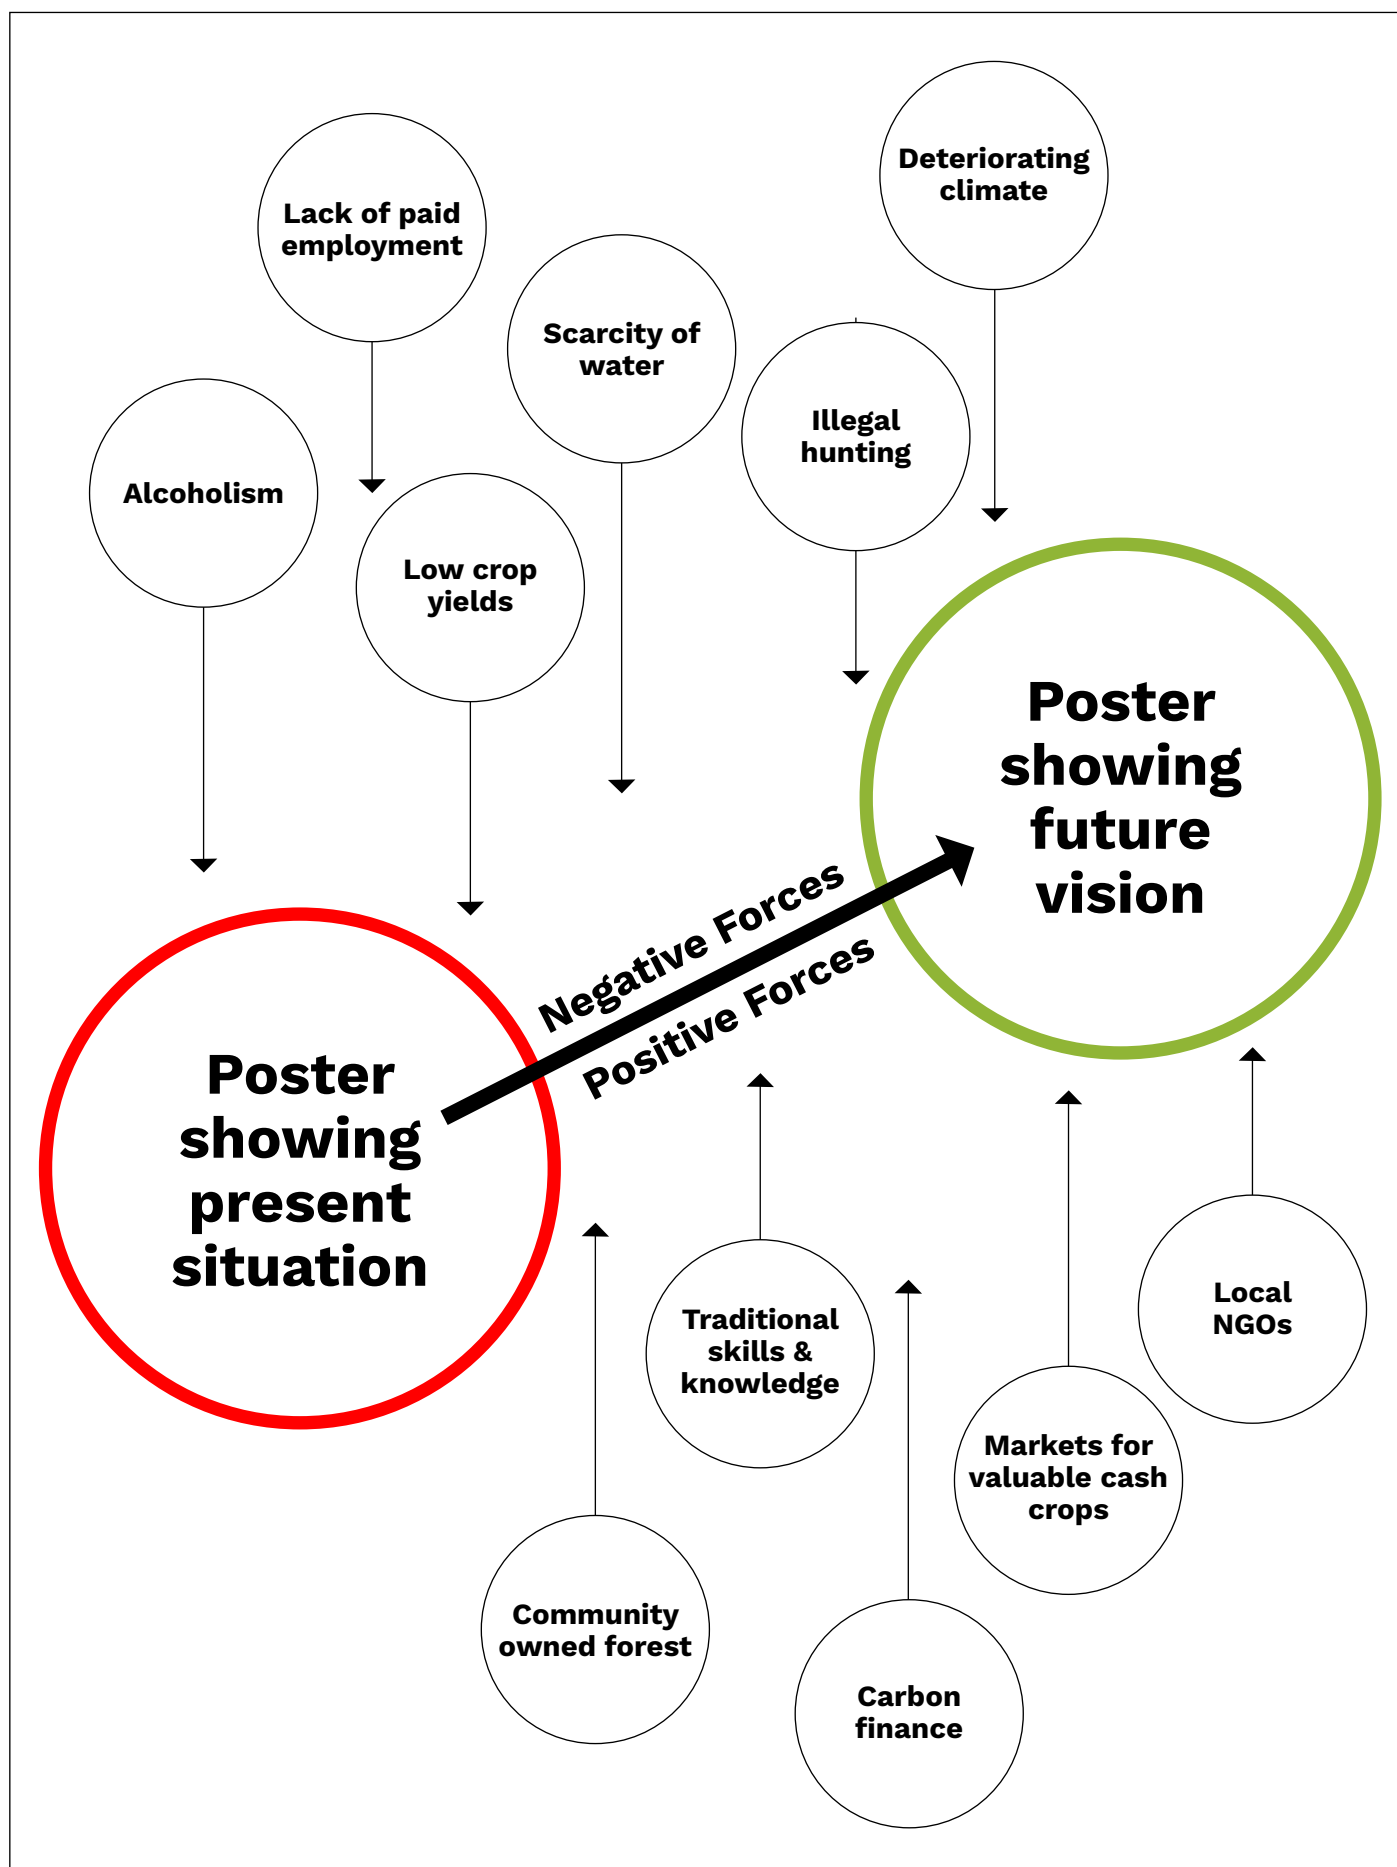 Deteriorating
climate
Lack of paid
employment
Scarcity of
water
Illegal
hunting
Alcoholism
Low crop
yields
Poster
showing
future
vision
Negative Forces
Positive Forces
Poster
showing
present
situation
Local
NGOs
Traditional
skills &
knowledge
Markets for
valuable cash
crops
Community
owned forest
Carbon
finance